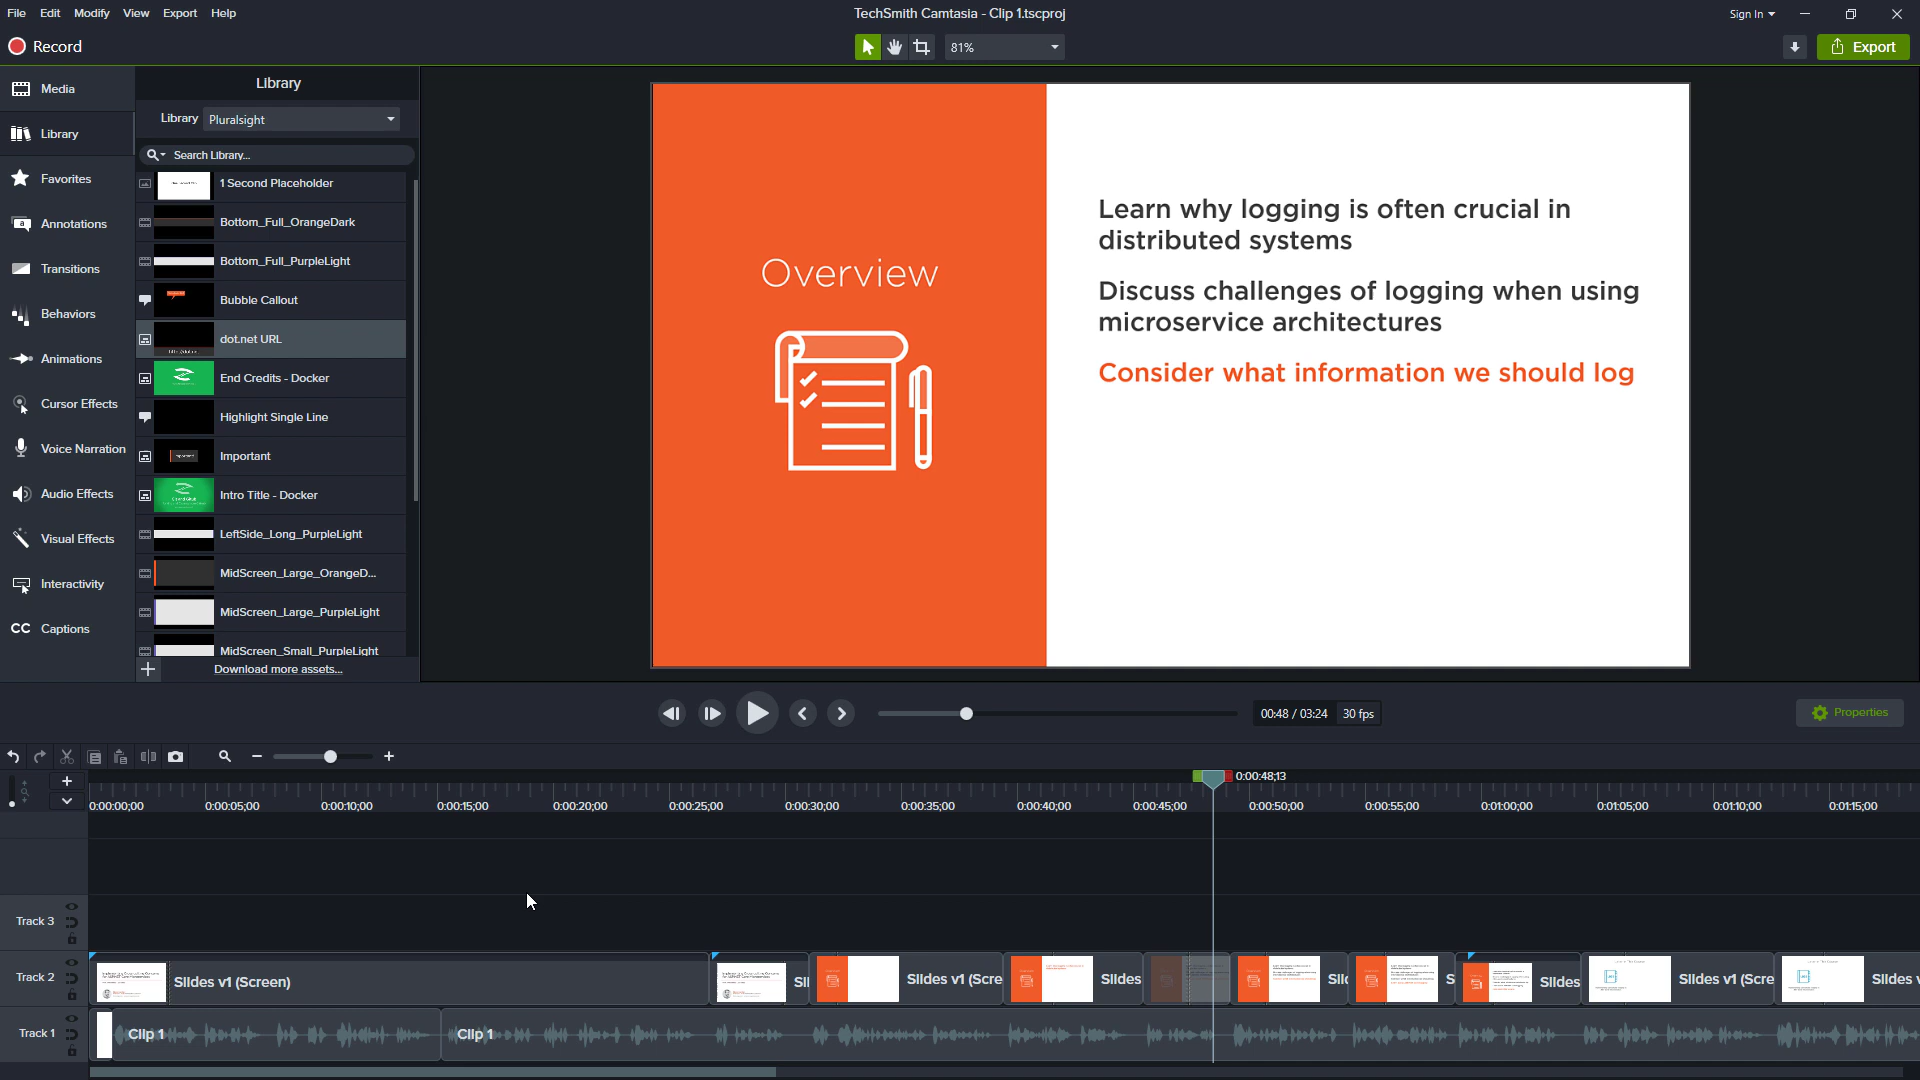 File Edit Modify View Export Help
TechSmith Camtasia - Clip 1.tscproj
Sign In
Record
81%
Export
Media
Library
Favorites
Annotations
Transitions
Behaviors
Animations
Cursor Effects
Voice Narration
Audio Effects
Visual Effects
Interactivity
CC Captions
Library
Library Pluralsight
Search Library...
1 Second Placeholder
Bottom_Full_OrangeDark
Bottom_Full_PurpleLight
Bubble Callout
dot.net URL
End Credits - Docker
Highlight Single Line
Important
Intro Title - Docker
LeftSide_Long_PurpleLight
MidScreen_Large_OrangeD...
MidScreen_Large_PurpleLight
MidScreen_Small_PurpleLight
Download more assets...
Overview
Learn why logging is often crucial in
distributed systems
Discuss challenges of logging when using
microservice architectures
Consider what information we should log
00:48 / 03:24 30 fps
Properties
0:00:48;13
0:00:00;00 0:00:05;00 0:00:10;00 0:00:15;00 0:00:20;00 0:00:25;00 0:00:30;00 0:00:35;00 0:00:40;00 0:00:45;00 0:00:50;00 0:00:55;00 0:01:00;00 0:01:05;00 0:01:10;00 0:01:15;00
Track 3
Track 2
Slides v1 (Screen) Sli Slides v1 (Scre Slides Slid S Slides Slides v1 (Scre Slides v
Track 1
Clip 1 Clip 1